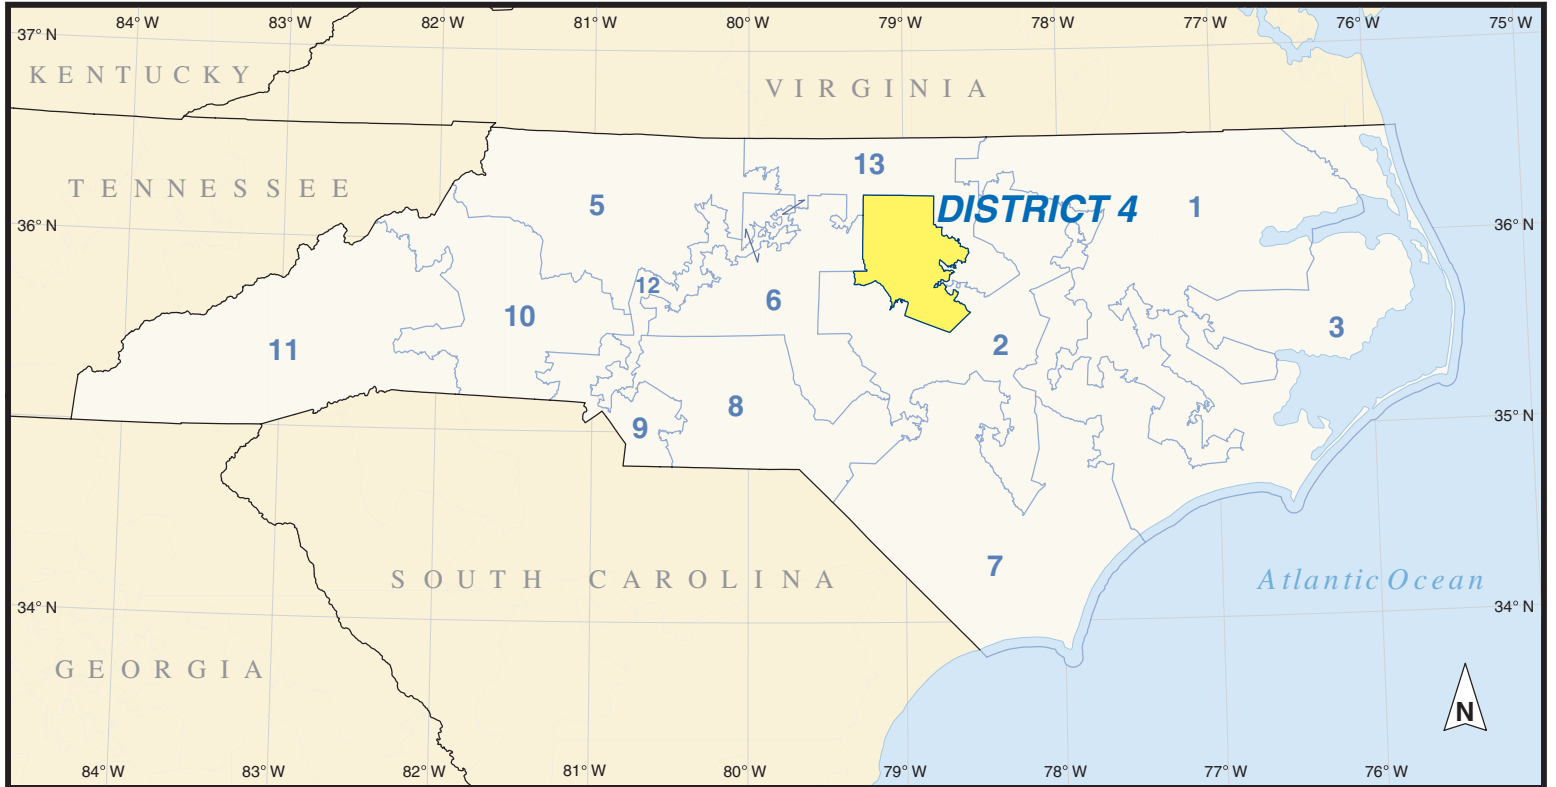 84° W 83° W 82° W 81° W 80° W 79° W 78° W 77° W 76° W 75° W
37° N
KENTUCKY
VIRGINIA
13
TENNESSEE
5
DISTRICT 4
1
36° N
36° N
12
6
10
3
11
2
8
9
35° N
35° N
7
SOUTH CAROLINA
Atlantic Ocean
34° N
34° N
GEORGIA
N
84° W 83° W 82° W 81° W 80° W 79° W 78° W 77° W 76° W